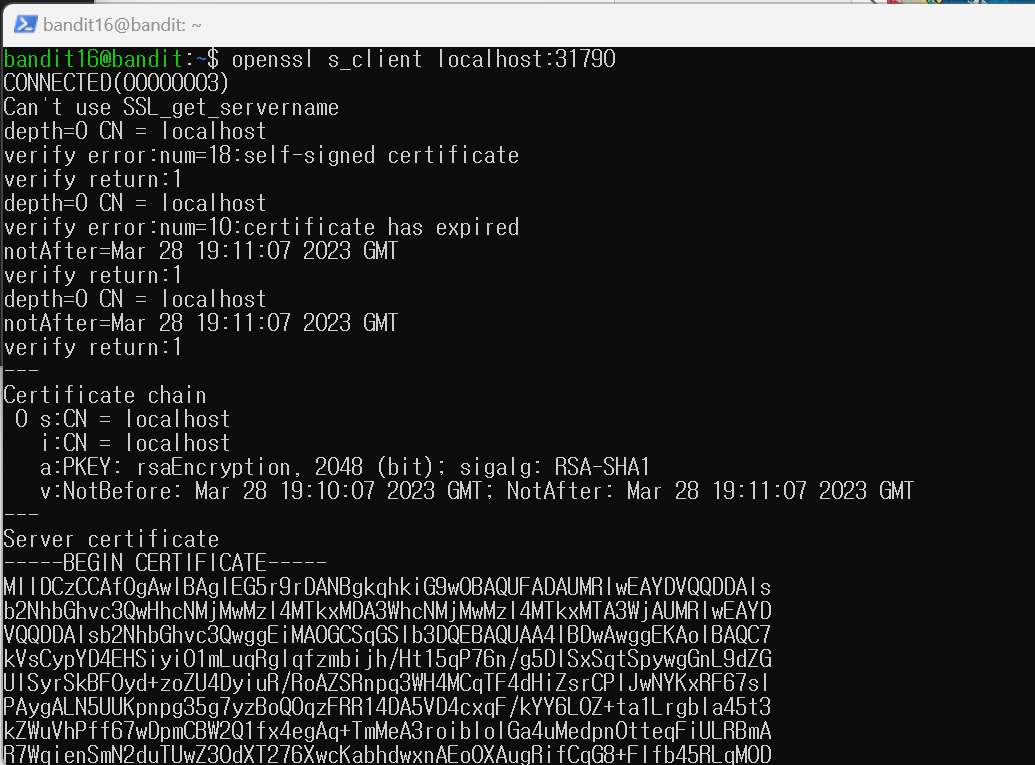 bandit16@bandit: ~
bandit16@bandit:~$ openssl s_client localhost:31790
CONNECTED(00000003)
Can't use SSL_get_servername
depth=0 CN = localhost
verify error:num=18:self-signed certificate
verify return:1
depth=0 CN = localhost
verify error:num=10:certificate has expired
notAfter=Mar 28 19:11:07 2023 GMT
verify return:1
depth=0 CN = localhost
notAfter=Mar 28 19:11:07 2023 GMT
verify return:1
---
Certificate chain
 0 s:CN = localhost
   i:CN = localhost
   a:PKEY: rsaEncryption, 2048 (bit); sigalg: RSA-SHA1
   v:NotBefore: Mar 28 19:10:07 2023 GMT; NotAfter: Mar 28 19:11:07 2023 GMT
---
Server certificate
-----BEGIN CERTIFICATE-----
MIIDCzCCAfOgAwIBAgIEG5r9rDANBgkqhkiG9w0BAQUFADAUMRIwEAYDVQQDDAls
b2NhbGhvc3QwHhcNMjMwMzI4MTkxMDA3WhcNMjMwMzI4MTkxMTA3WjAUMRIwEAYD
VQQDDAlsb2NhbGhvc3QwggEiMA0GCSqGSIb3DQEBAQUAA4IBDwAwggEKAoIBAQC7
kVsCypYD4EHSiyiO1mLuqRgIqfzmbijh/Ht15qP76n/g5DISxSqtSpywgGnL9dZG
UISyrSkBFOyd+zoZU4DyiuR/RoAZSRnpq3WH4MCqTF4dHiZsrCPIJwNYKxRF67sI
PAygALN5UUKpnpg35g7yzBoQOqzFRR14DA5VD4cxqF/kYY6LOZ+ta1Lrgbla45t3
kZWuVhPff67wDpmCBW2Q1fx4egAq+TmMeA3roibIolGa4uMedpnOtteqFiULRBmA
R7WqienSmN2duTUwZ3OdXT276XwcKabhdwxnAEoOXAugRifCqG8+FIfb45RLqMOD